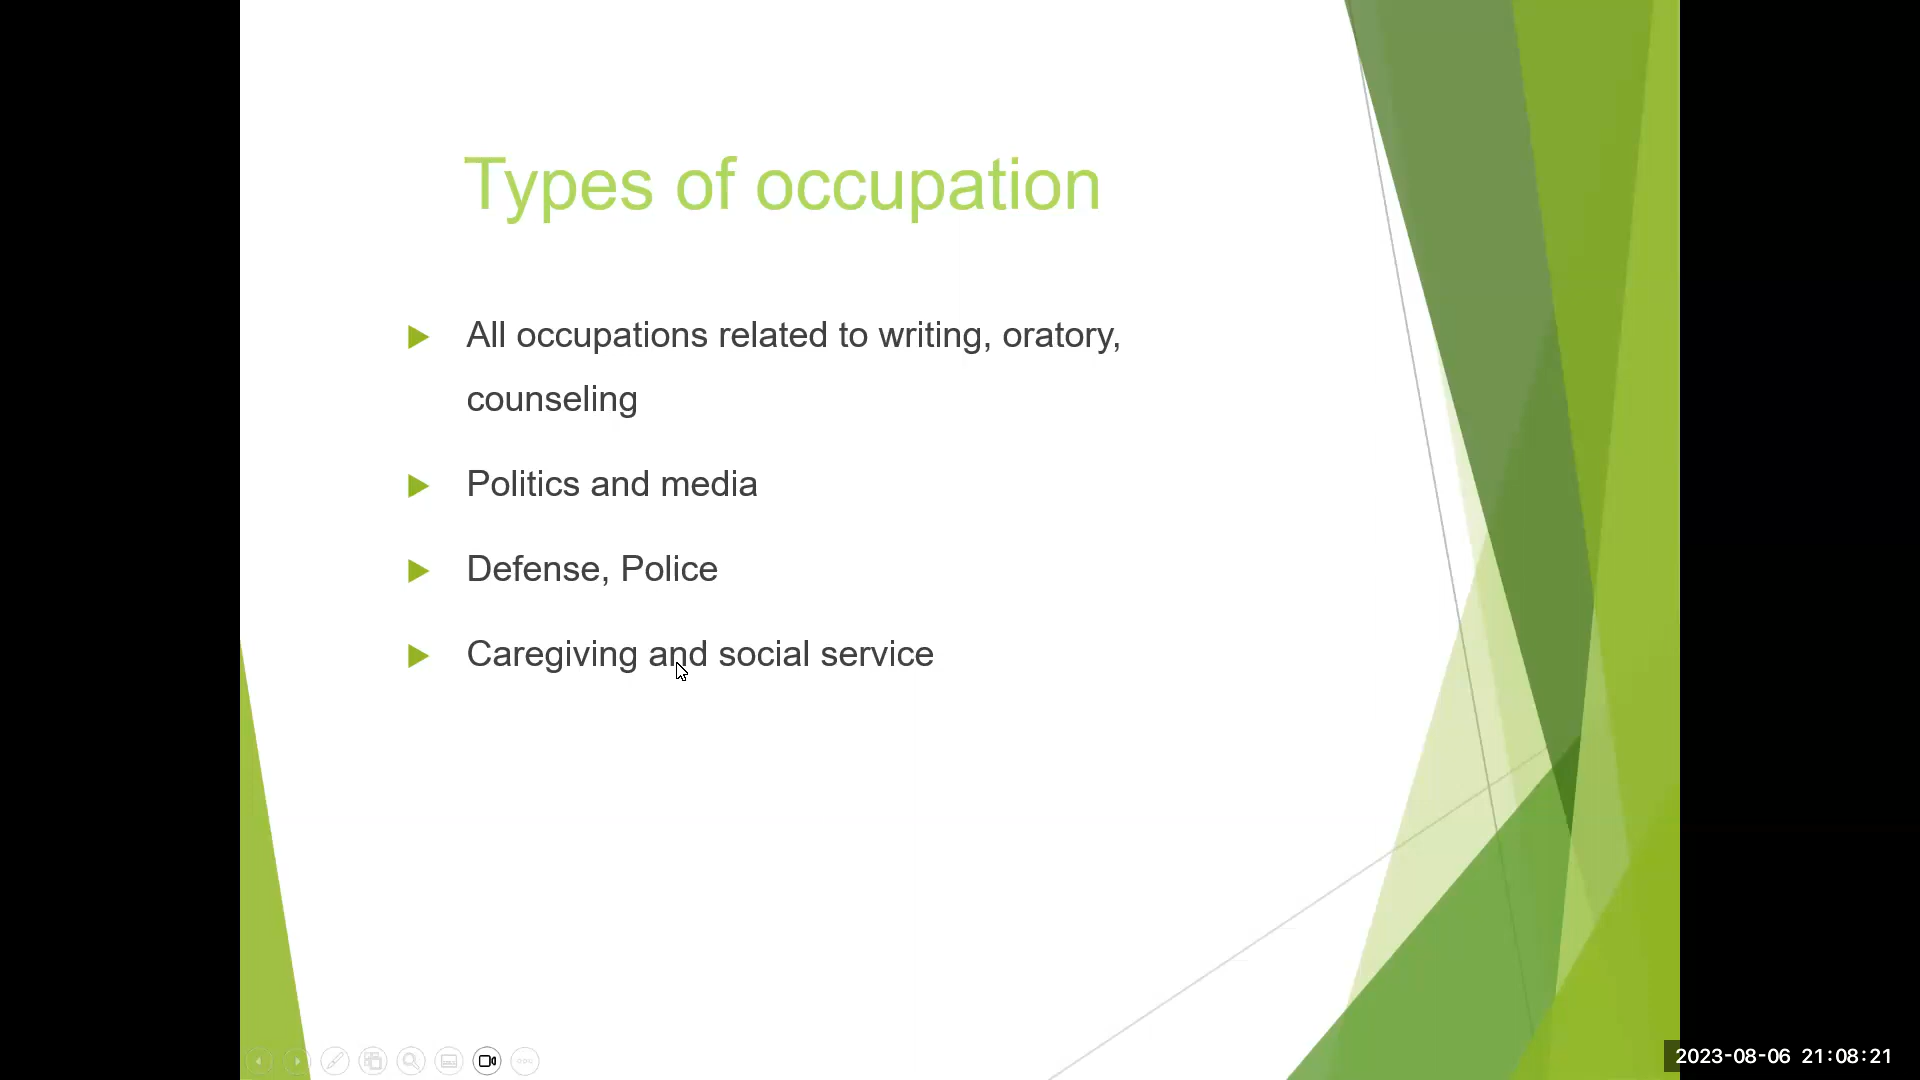 Types of occupation
All occupations related to writing, oratory,
counseling
Politics and media
Defense, Police
Caregiving and social service
2023-08-06 21:08:21